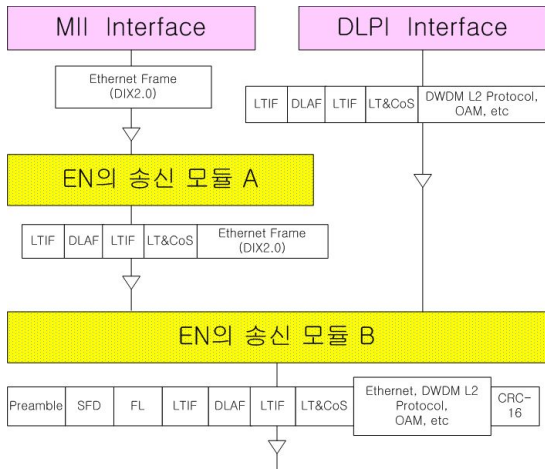 MII Interface
DLPI Interface
Ethernet Frame
(DIX2.0)
LTIF DLAF LTIF LT&CoS DWDM L2 Protocol,
OAM, etc
EN의 송신 모듈 A
LTIF DLAF LTIF LT&CoS Ethernet Frame
(DIX2.0)
EN의 송신 모듈 B
Preamble SFD FL LTIF DLAF LTIF LT&CoS Ethernet, DWDM L2
Protocol,
OAM, etc
CRC-
16